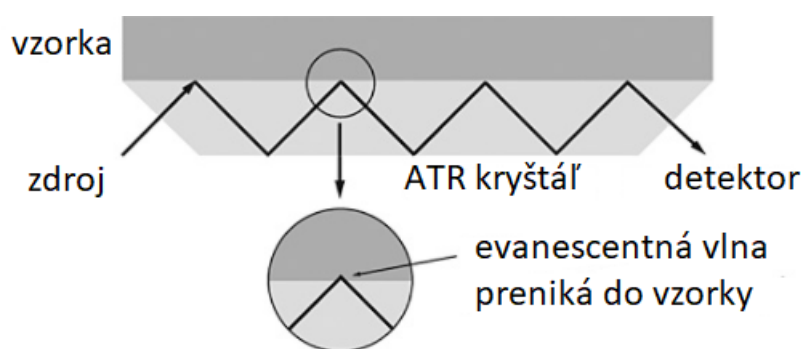 vzorka
zdroj
ATR kryštáľ
detektor
evanescentná vlna
preniká do vzorky